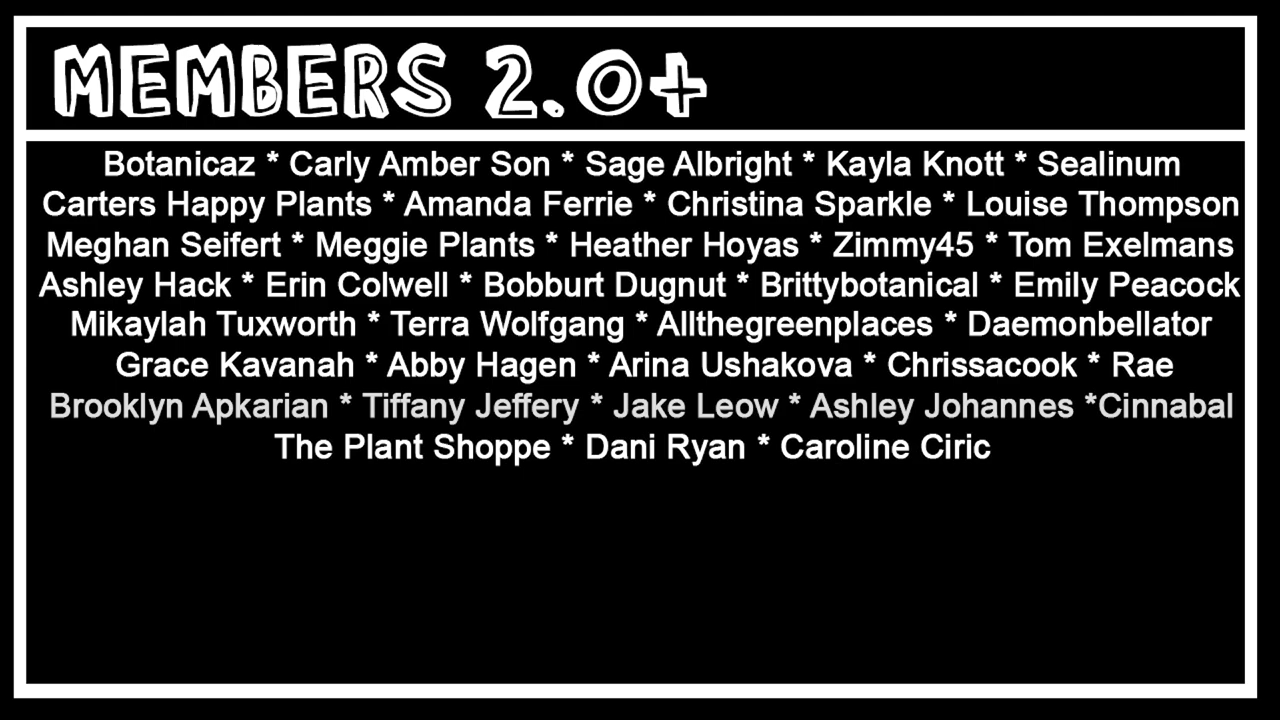 MEMBERS 2.0+
Botanicaz * Carly Amber Son * Sage Albright * Kayla Knott * Sealinum
Carters Happy Plants * Amanda Ferrie * Christina Sparkle * Louise Thompson
Meghan Seifert * Meggie Plants * Heather Hoyas * Zimmy45 * Tom Exelmans
Ashley Hack * Erin Colwell * Bobburt Dugnut * Brittybotanical * Emily Peacock
Mikaylah Tuxworth * Terra Wolfgang * Allthegreenplaces * Daemonbellator
Grace Kavanah * Abby Hagen * Arina Ushakova * Chrissacook * Rae
Brooklyn Apkarian * Tiffany Jeffery * Jake Leow * Ashley Johannes *Cinnabal
The Plant Shoppe * Dani Ryan * Caroline Ciric